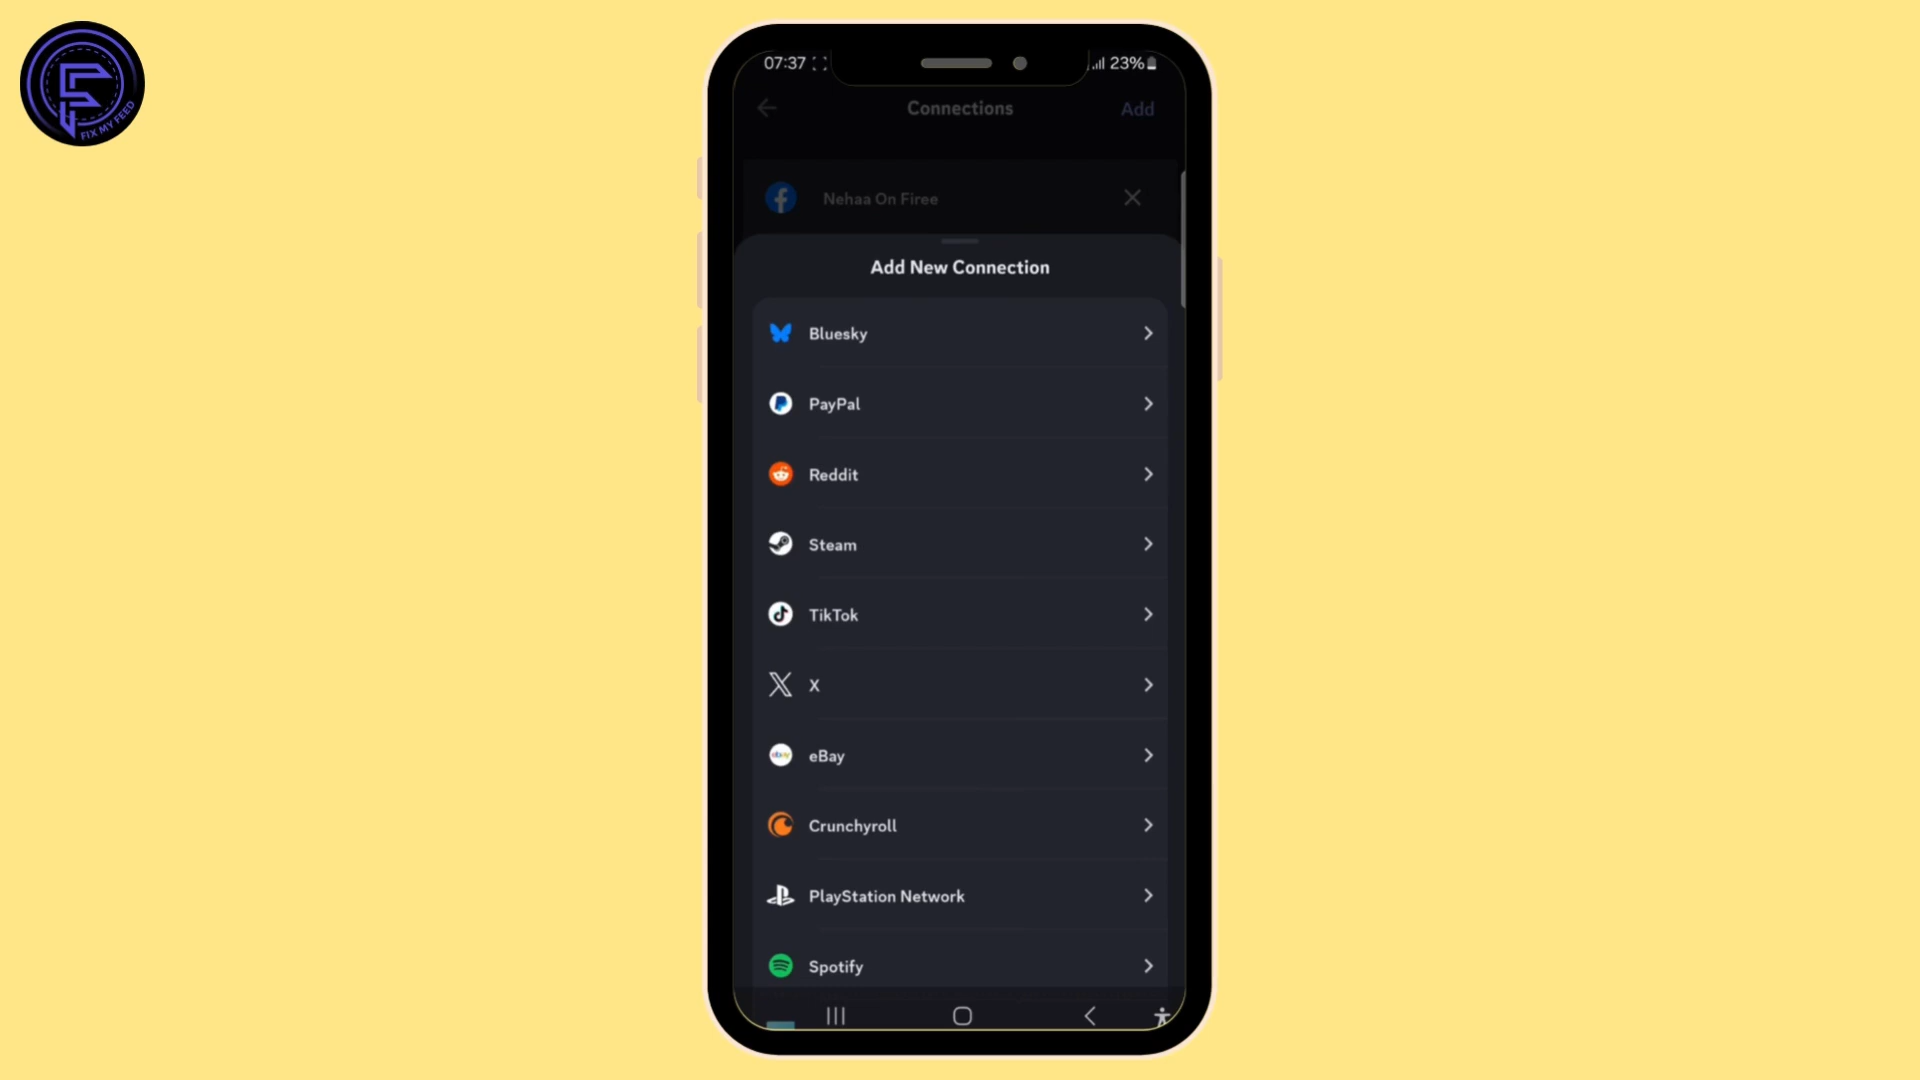 FIX MY FEED
07:37
23%
Connections
Add
Nehaa On Firee
Add New Connection
Bluesky
PayPal
Reddit
Steam
TikTok
X
eBay
Crunchyroll
PlayStation Network
Spotify